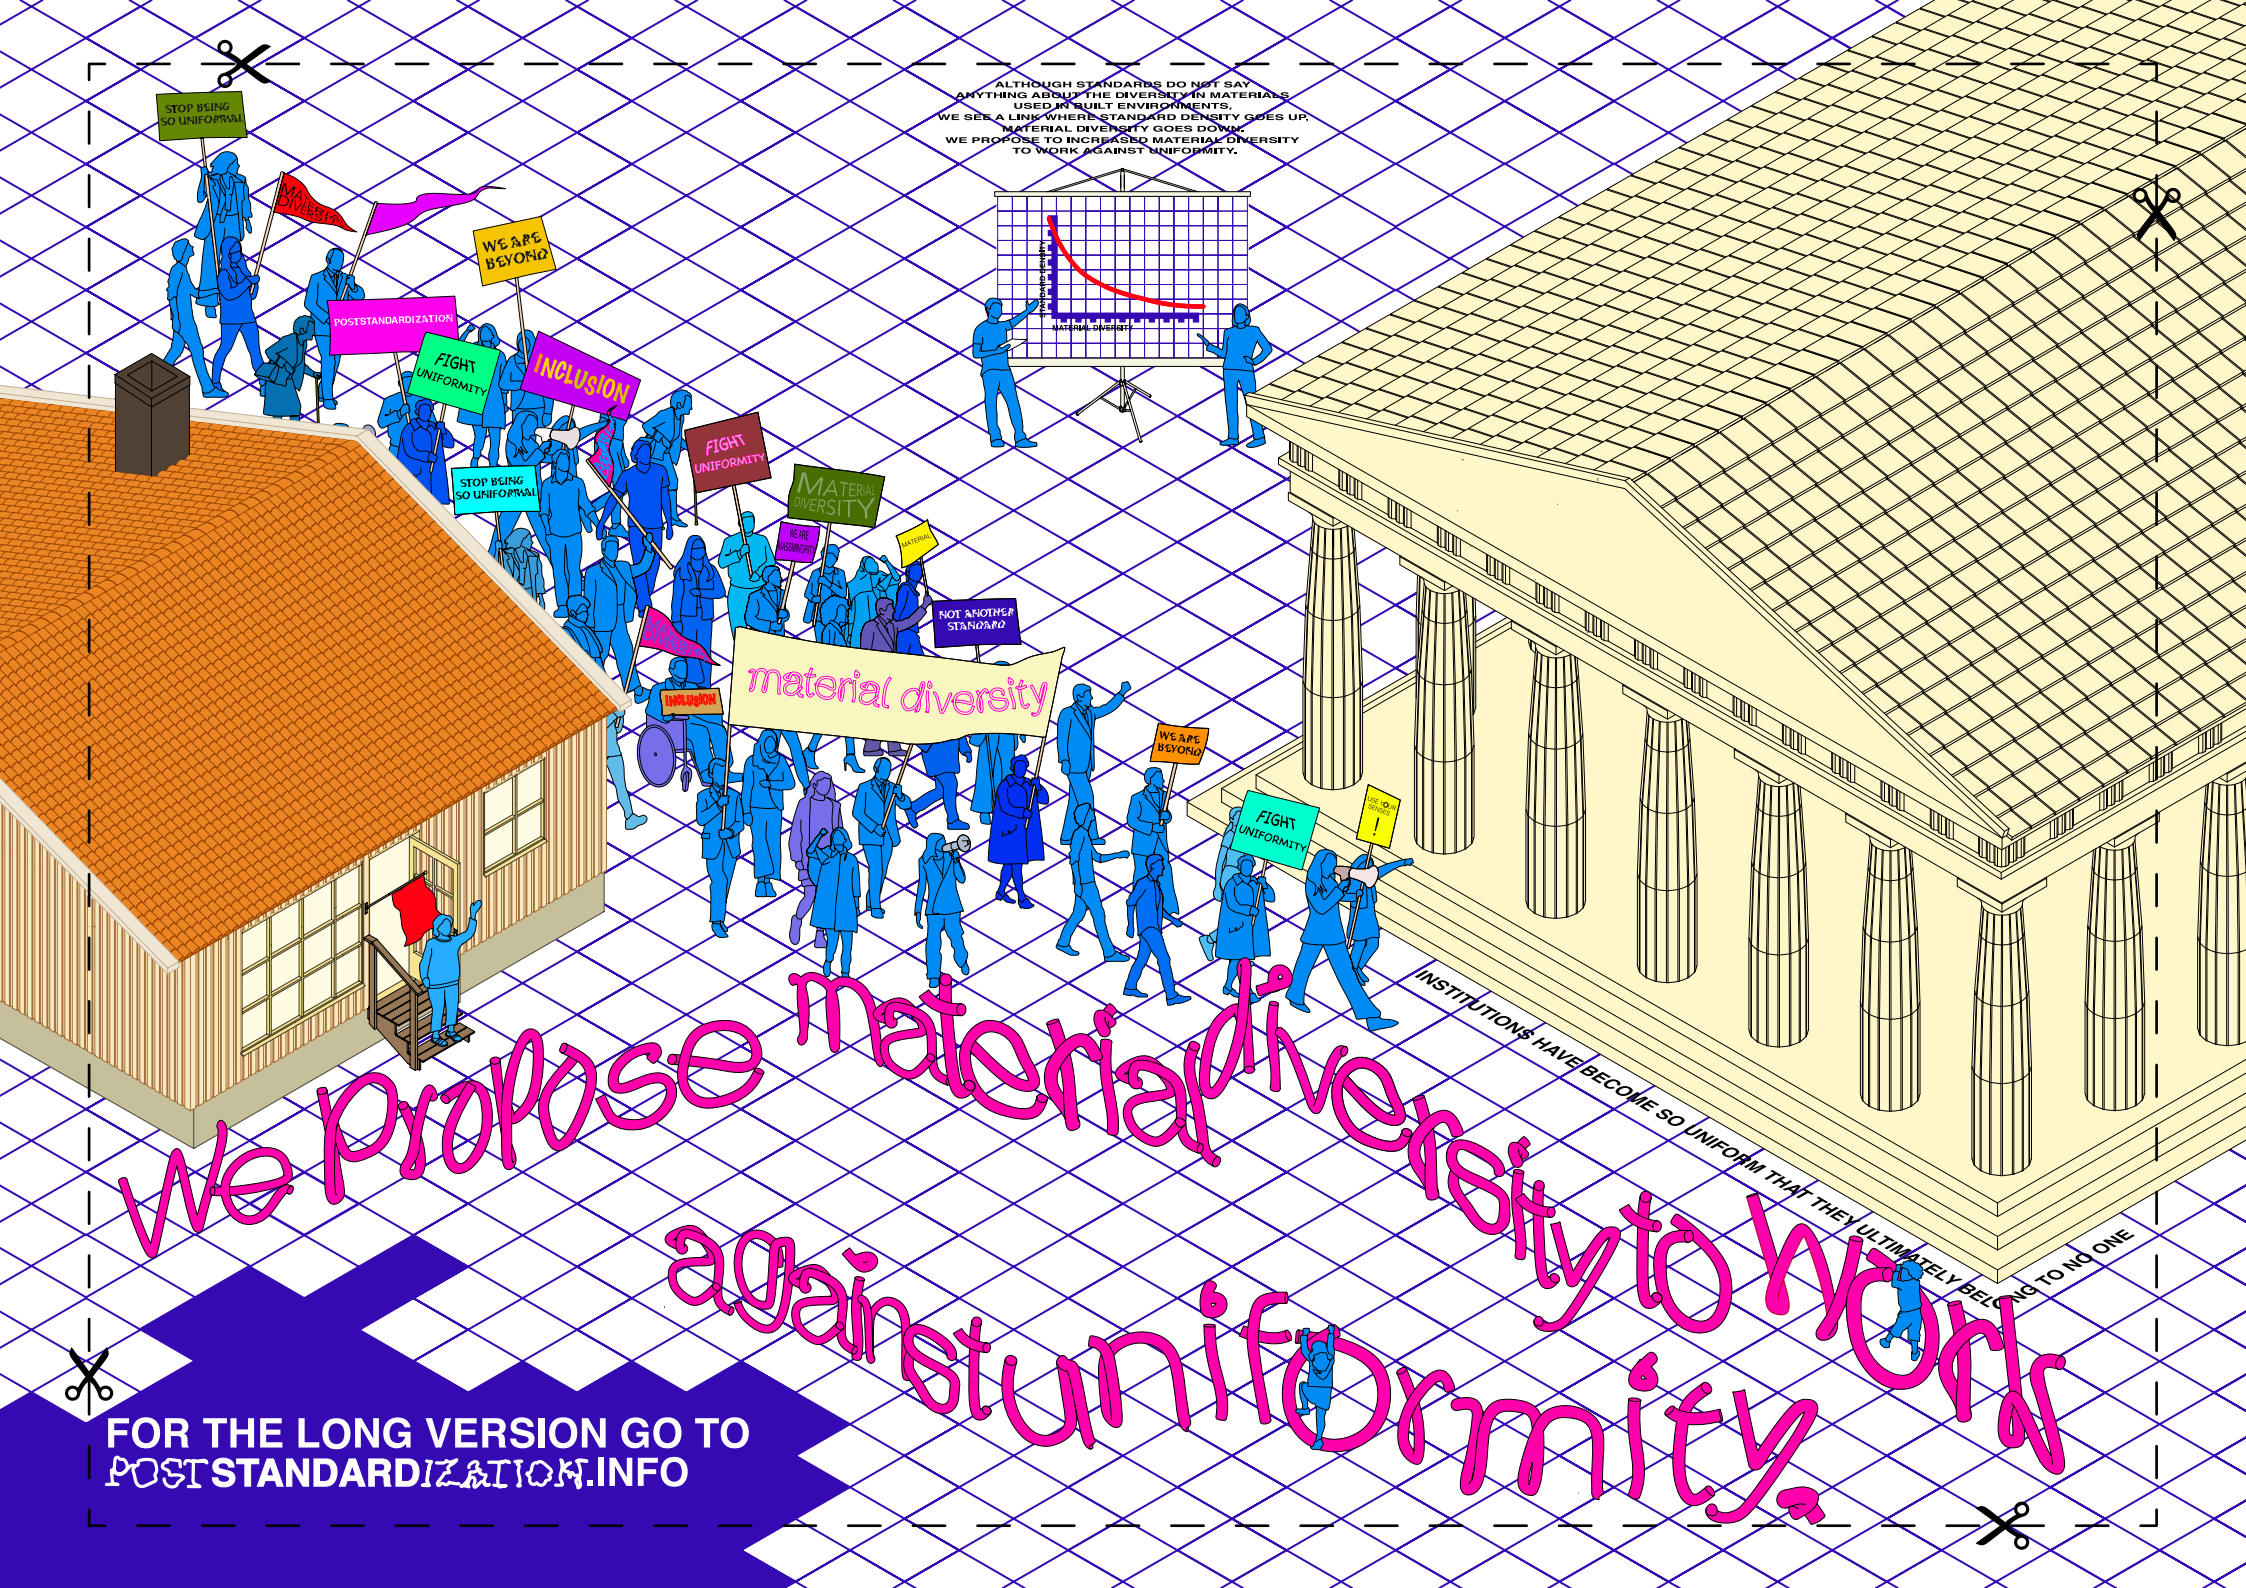 ALTHOUGH STANDARDS DO NOT SAY
ANYTHING ABOUT THE DIVERSITY IN MATERIALS
USED IN BUILT ENVIRONMENTS,
WE SEE A LINK WHERE STANDARD DENSITY GOES UP,
MATERIAL DIVERSITY GOES DOWN.
WE PROPOSE TO INCREASED MATERIAL DIVERSITY
TO WORK AGAINST UNIFORMITY.
STANDARD DENSITY
MATERIAL DIVERSITY
STOP BEING
SO UNIFORMAL
MATERIAL
DIVERSITY
WE ARE
BEYOND
POSTSTANDARDIZATION
FIGHT
UNIFORMITY
INCLUSION
FIGHT
UNIFORMITY
STOP BEING
SO UNIFORMAL
MATERIAL
DIVERSITY
WE ARE
MATERIAL
NOT ANOTHER
STANDARD
INCLUSION
material diversity
WE ARE
BEYOND
FIGHT
UNIFORMITY
USE YOUR
SENSES
!
INSTITUTIONS HAVE BECOME SO UNIFORM THAT THEY ULTIMATELY BELONG TO NO ONE
We propose material diversity to work
against uniformity.
FOR THE LONG VERSION GO TO
POSTSTANDARDIZATION.INFO